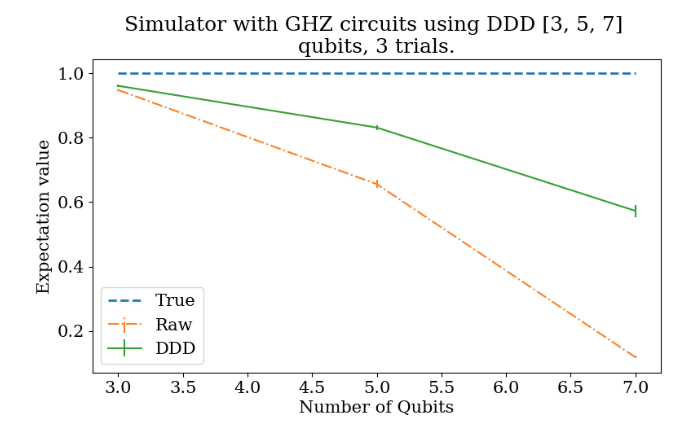 Simulator with GHZ circuits using DDD [3, 5, 7]
qubits, 3 trials.
Expectation value
1.0
0.8
0.6
0.4
0.2
True
Raw
DDD
3.0 3.5 4.0 4.5 5.0 5.5 6.0 6.5 7.0
Number of Qubits